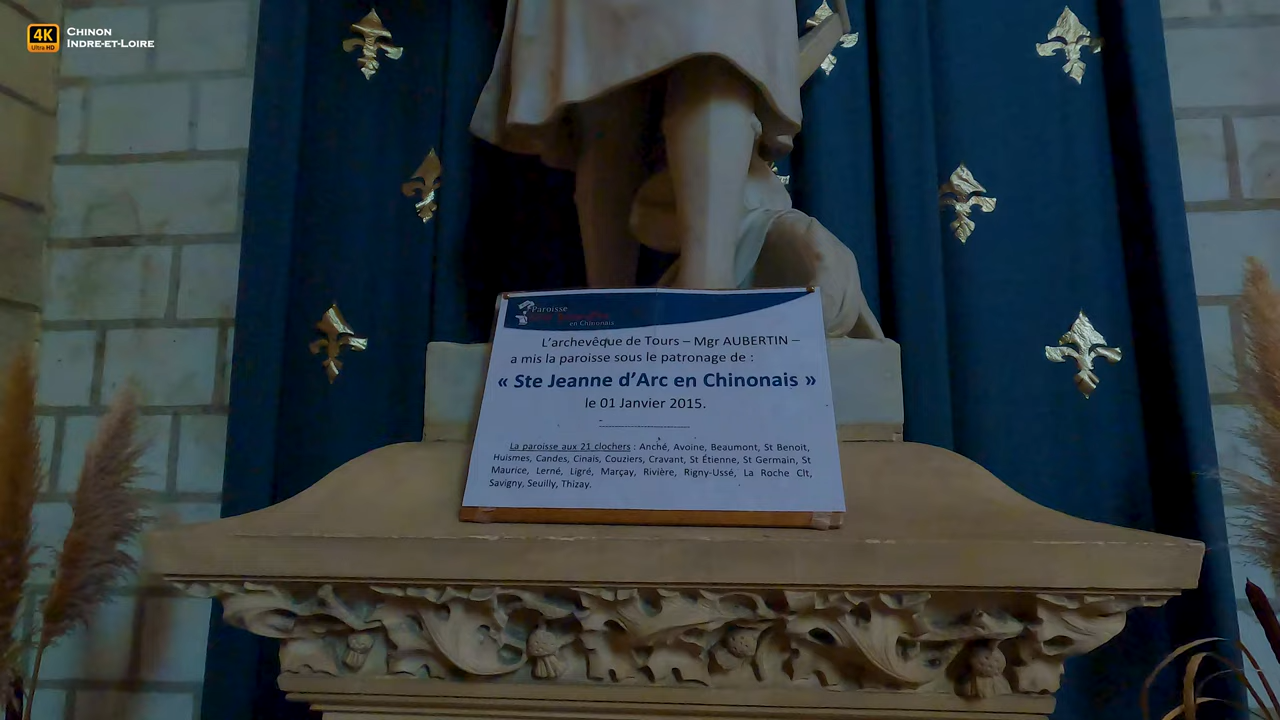 4K
Ultra HD
CHINON
INDRE-ET-LOIRE
Paroisse
en Chinonais
L'archevêque de Tours – Mgr AUBERTIN –
a mis la paroisse sous le patronage de :
« Ste Jeanne d'Arc en Chinonais »
le 01 Janvier 2015.
La paroisse aux 21 clochers : Anché, Avoine, Beaumont, St Benoit,
Huismes, Candes, Cinais, Couziers, Cravant, St Étienne, St Germain, St
Maurice, Lerné, Ligré, Marçay, Rivière, Rigny-Ussé, La Roche Clt,
Savigny, Seuilly, Thizay.